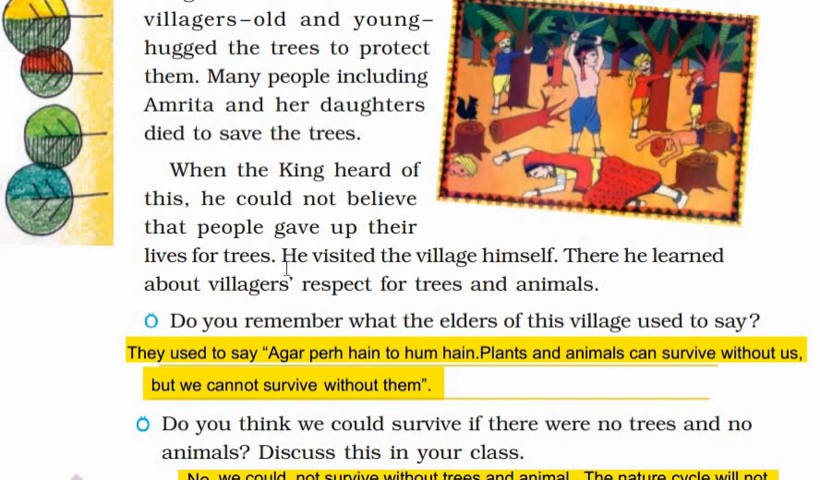 villagers–old and young–
hugged the trees to protect
them. Many people including
Amrita and her daughters
died to save the trees.
When the King heard of
this, he could not believe
that people gave up their
lives for trees. He visited the village himself. There he learned
about villagers' respect for trees and animals.
Do you remember what the elders of this village used to say?
They used to say “Agar perh hain to hum hain.Plants and animals can survive without us,
but we cannot survive without them”.
Do you think we could survive if there were no trees and no
animals? Discuss this in your class.
No, we could not survive without trees and animal. The nature cycle will not